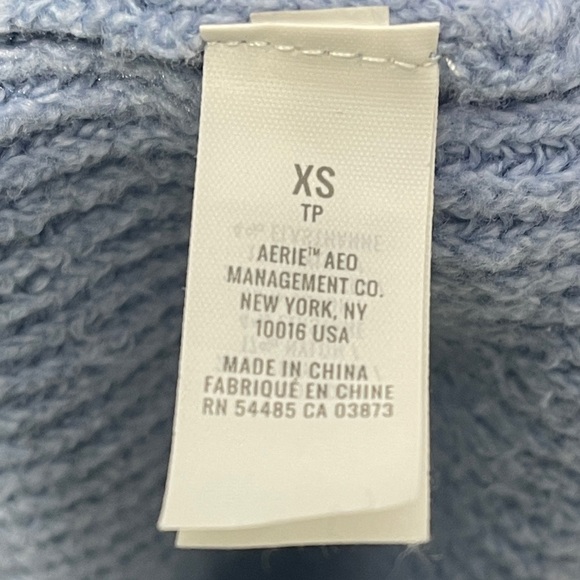 XS
TP
AERIE™ AEO
MANAGEMENT CO.
NEW YORK, NY
10016 USA
MADE IN CHINA
FABRIQUÉ EN CHINE
RN 54485 CA 03873